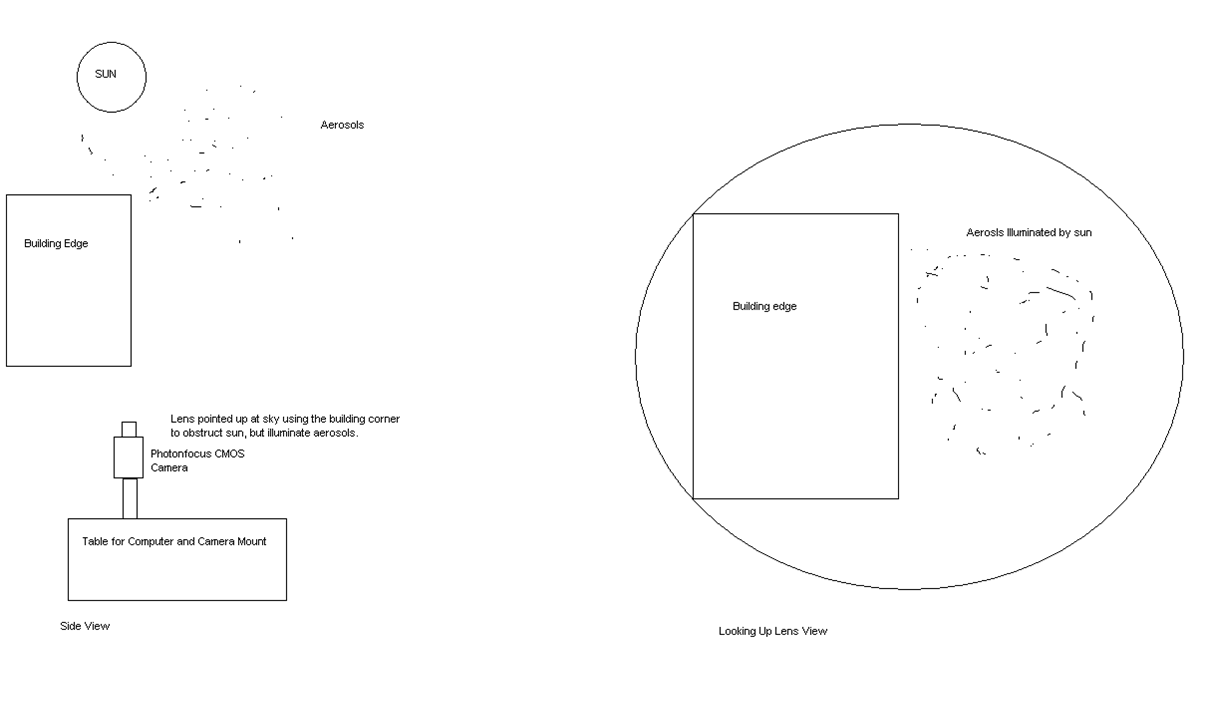 SUN
Aerosols
Building Edge
Lens pointed up at sky using the building corner
to obstruct sun, but illuminate aerosols.
Photonfocus CMOS
Camera
Table for Computer and Camera Mount
Side View
Aerosls Illuminated by sun
Building edge
Looking Up Lens View